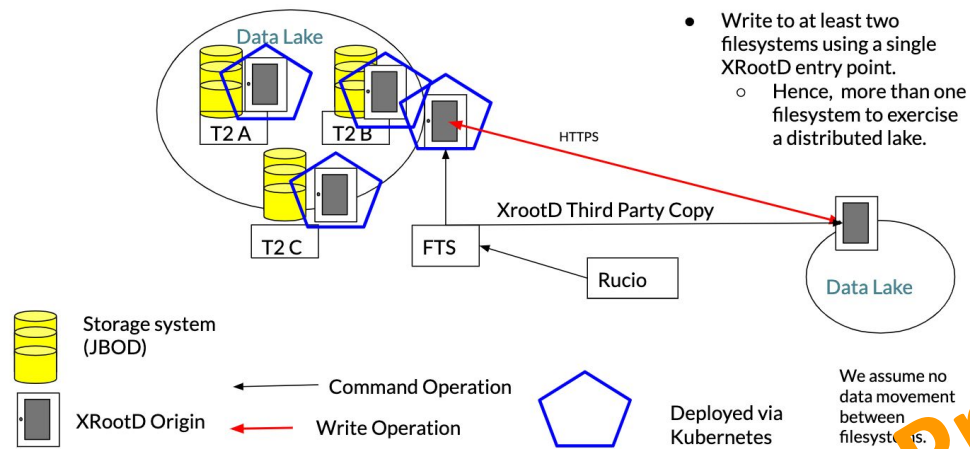 Data Lake
T2 A
T2 B
T2 C
HTTPS
XrootD Third Party Copy
FTS
Rucio
Data Lake
● Write to at least two
filesystems using a single
XRootD entry point.
○ Hence, more than one
filesystem to exercise
a distributed lake.
Storage system
(JBOD)
XRootD Origin
Command Operation
Write Operation
Deployed via
Kubernetes
We assume no
data movement
between
filesystems.